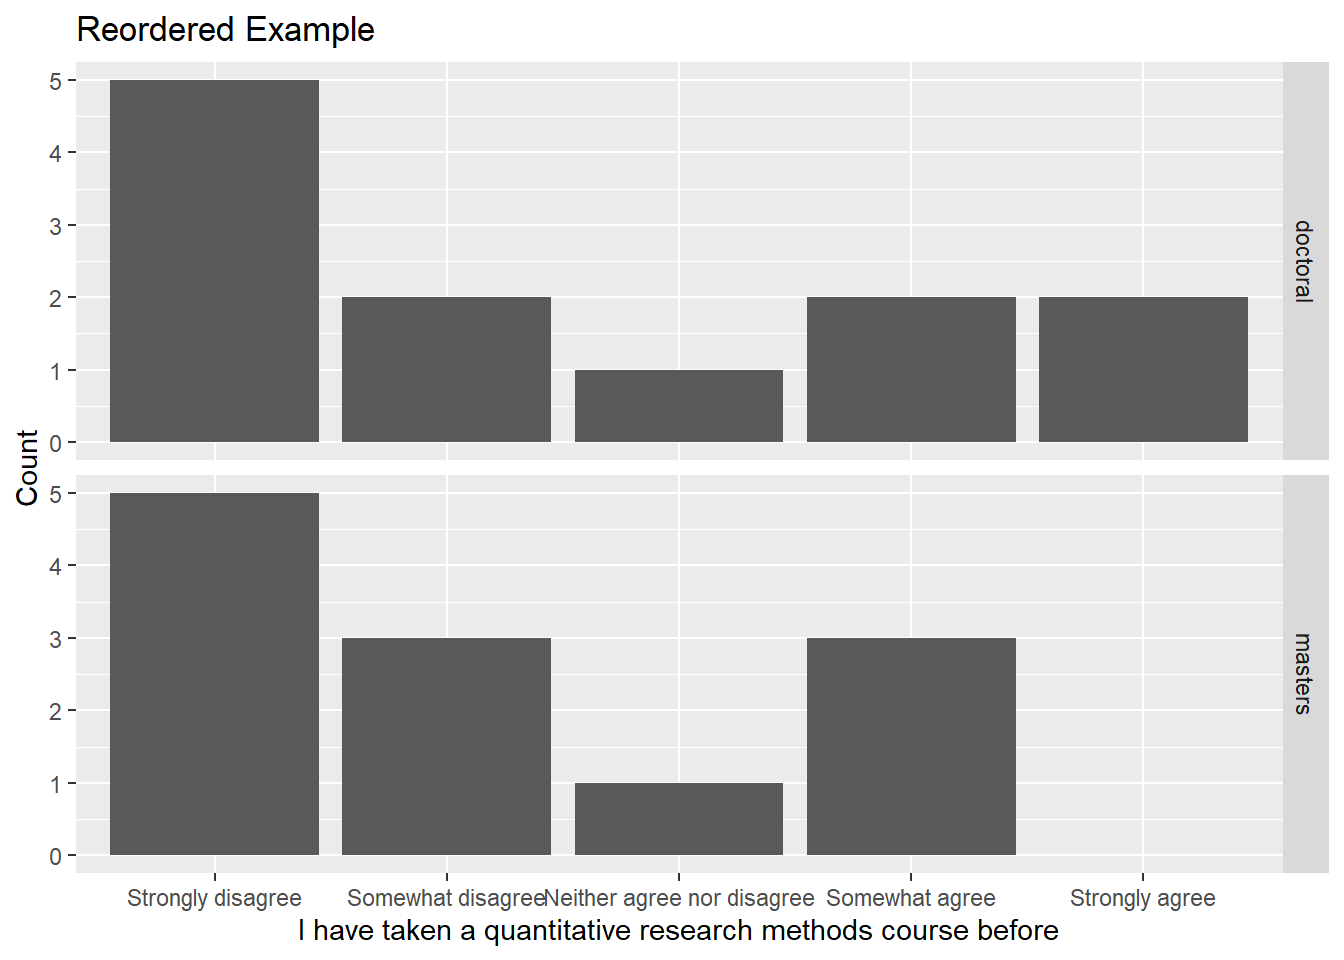 Reordered Example
5
4
3
2
1
0
doctoral
Count
5
4
3
2
1
0
masters
Strongly disagree Somewhat disagree Neither agree nor disagree Somewhat agree Strongly agree
I have taken a quantitative research methods course before